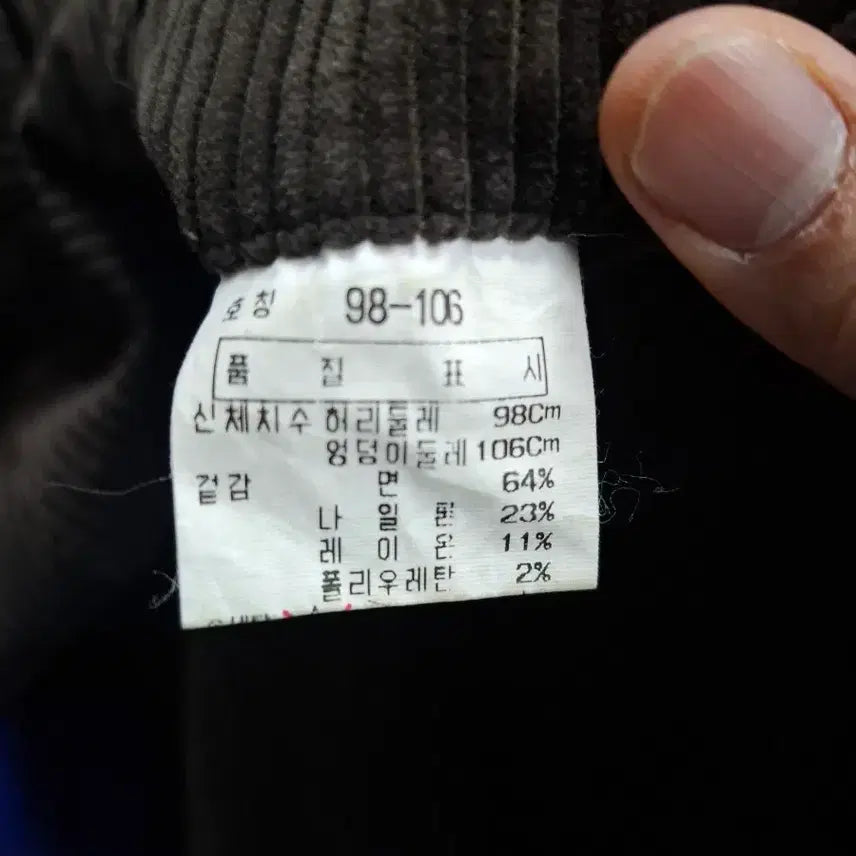 호칭 98-106
품 질 표 시
신체치수 허리둘레 98Cm
엉덩이둘레 106Cm
겉감 면 64%
나 일 론 23%
레 이 온 11%
폴리우레탄 2%